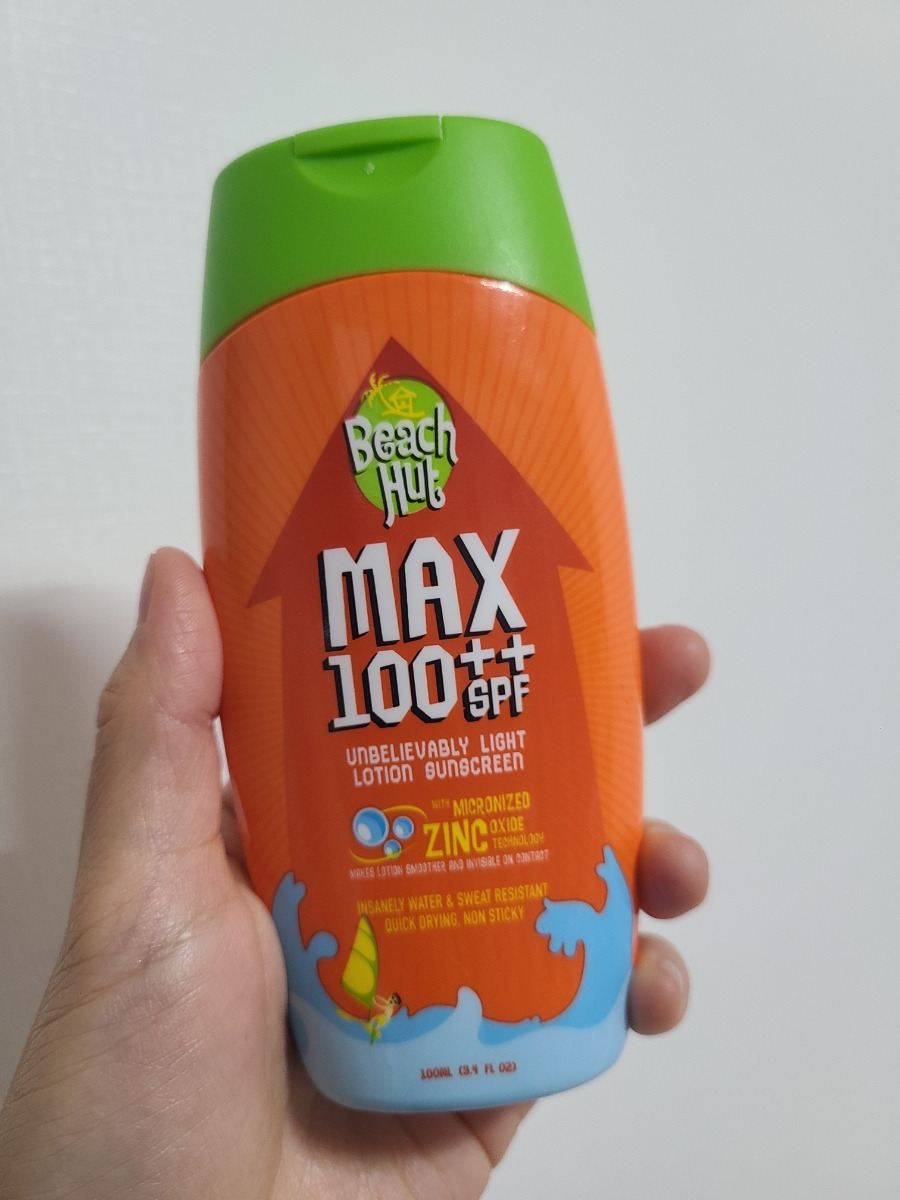 Beach
Hut
MAX
100++
SPF
UNBELIEVABLY LIGHT
LOTION SUNSCREEN
WITH MICRONIZED
ZINC OXIDE
TECHNOLOGY
MAKES LOTION SMOOTHER AND INVISIBLE ON CONTACT
INSANELY WATER & SWEAT RESISTANT
QUICK DRYING, NON STICKY
100ML (3.4 FL OZ)